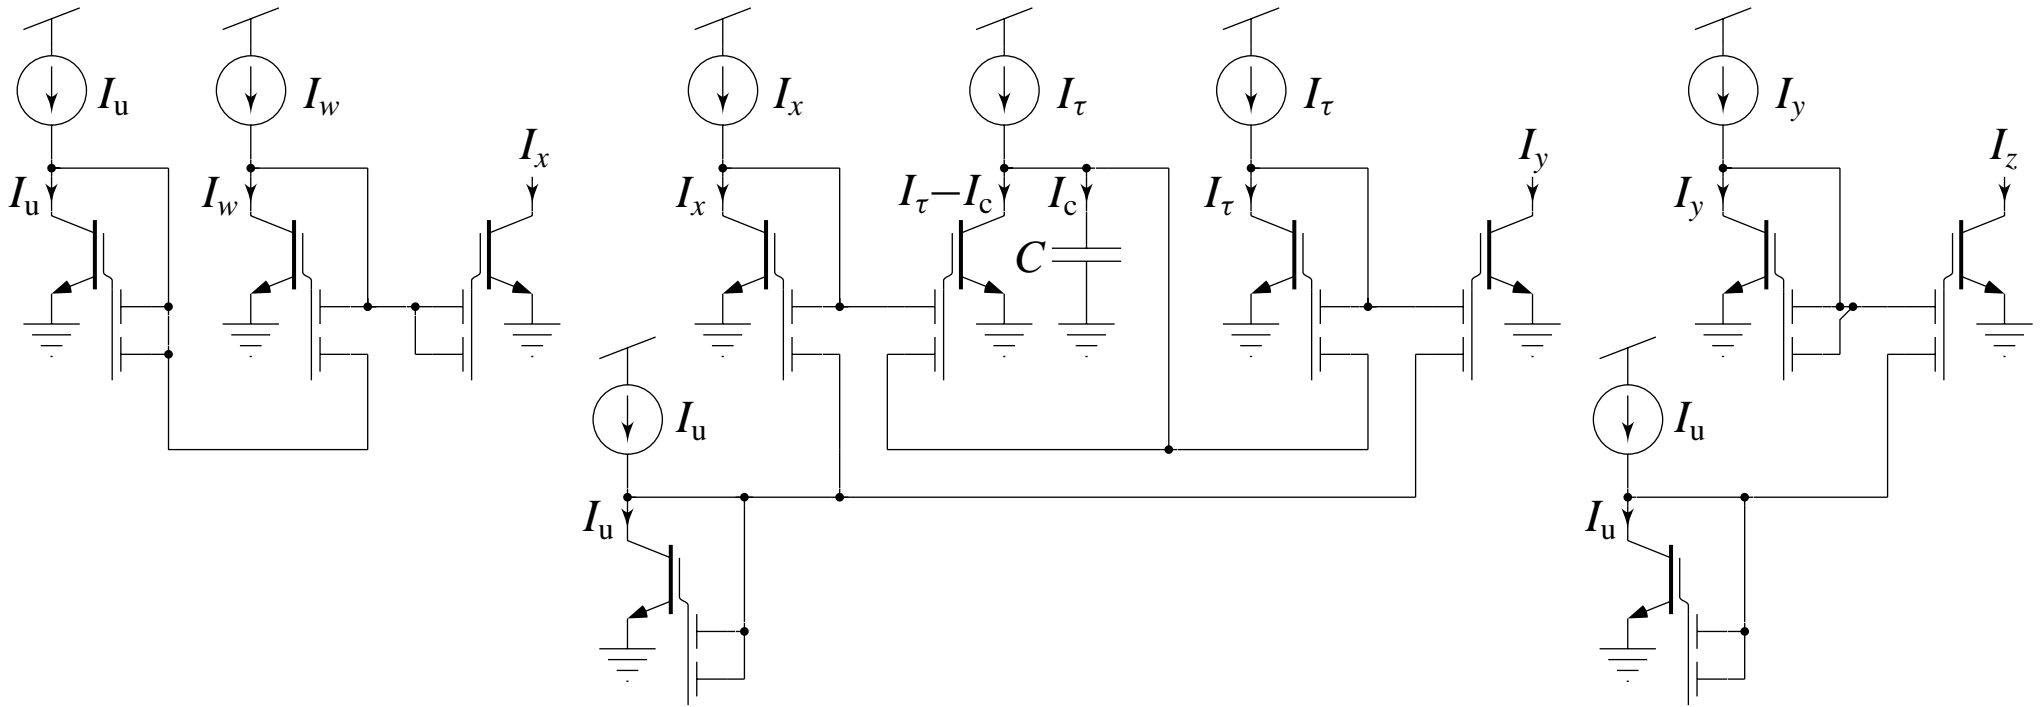 I_u I_w I_x I_τ I_τ I_y
I_x I_y I_z
I_u I_w I_x I_τ−I_c I_c I_τ I_y
C
I_u I_u
I_u I_u